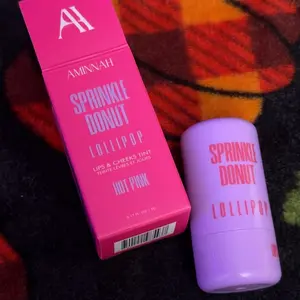 AH
AMINNAH
SPRINKLE
DONUT
LOLLIPOP
LIPS & CHEEKS TINT
HOT PINK
SPRINKLE
DONUT
LOLLIPOP